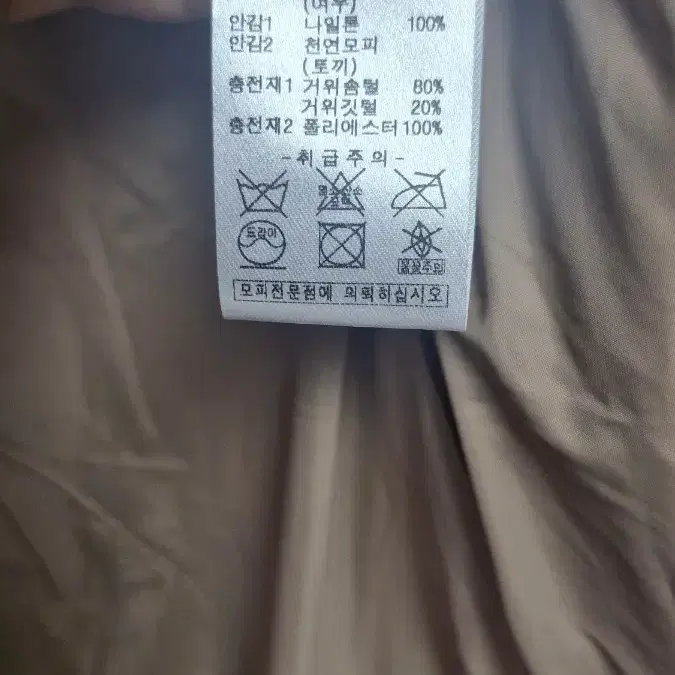 (여우)
안감1 나일론 100%
안감2 천연모피
(토끼)
충전재1 거위솜털 80%
거위깃털 20%
충전재2 폴리에스터 100%
- 취급주의 -
드라이
모피전문점에 의뢰하십시오